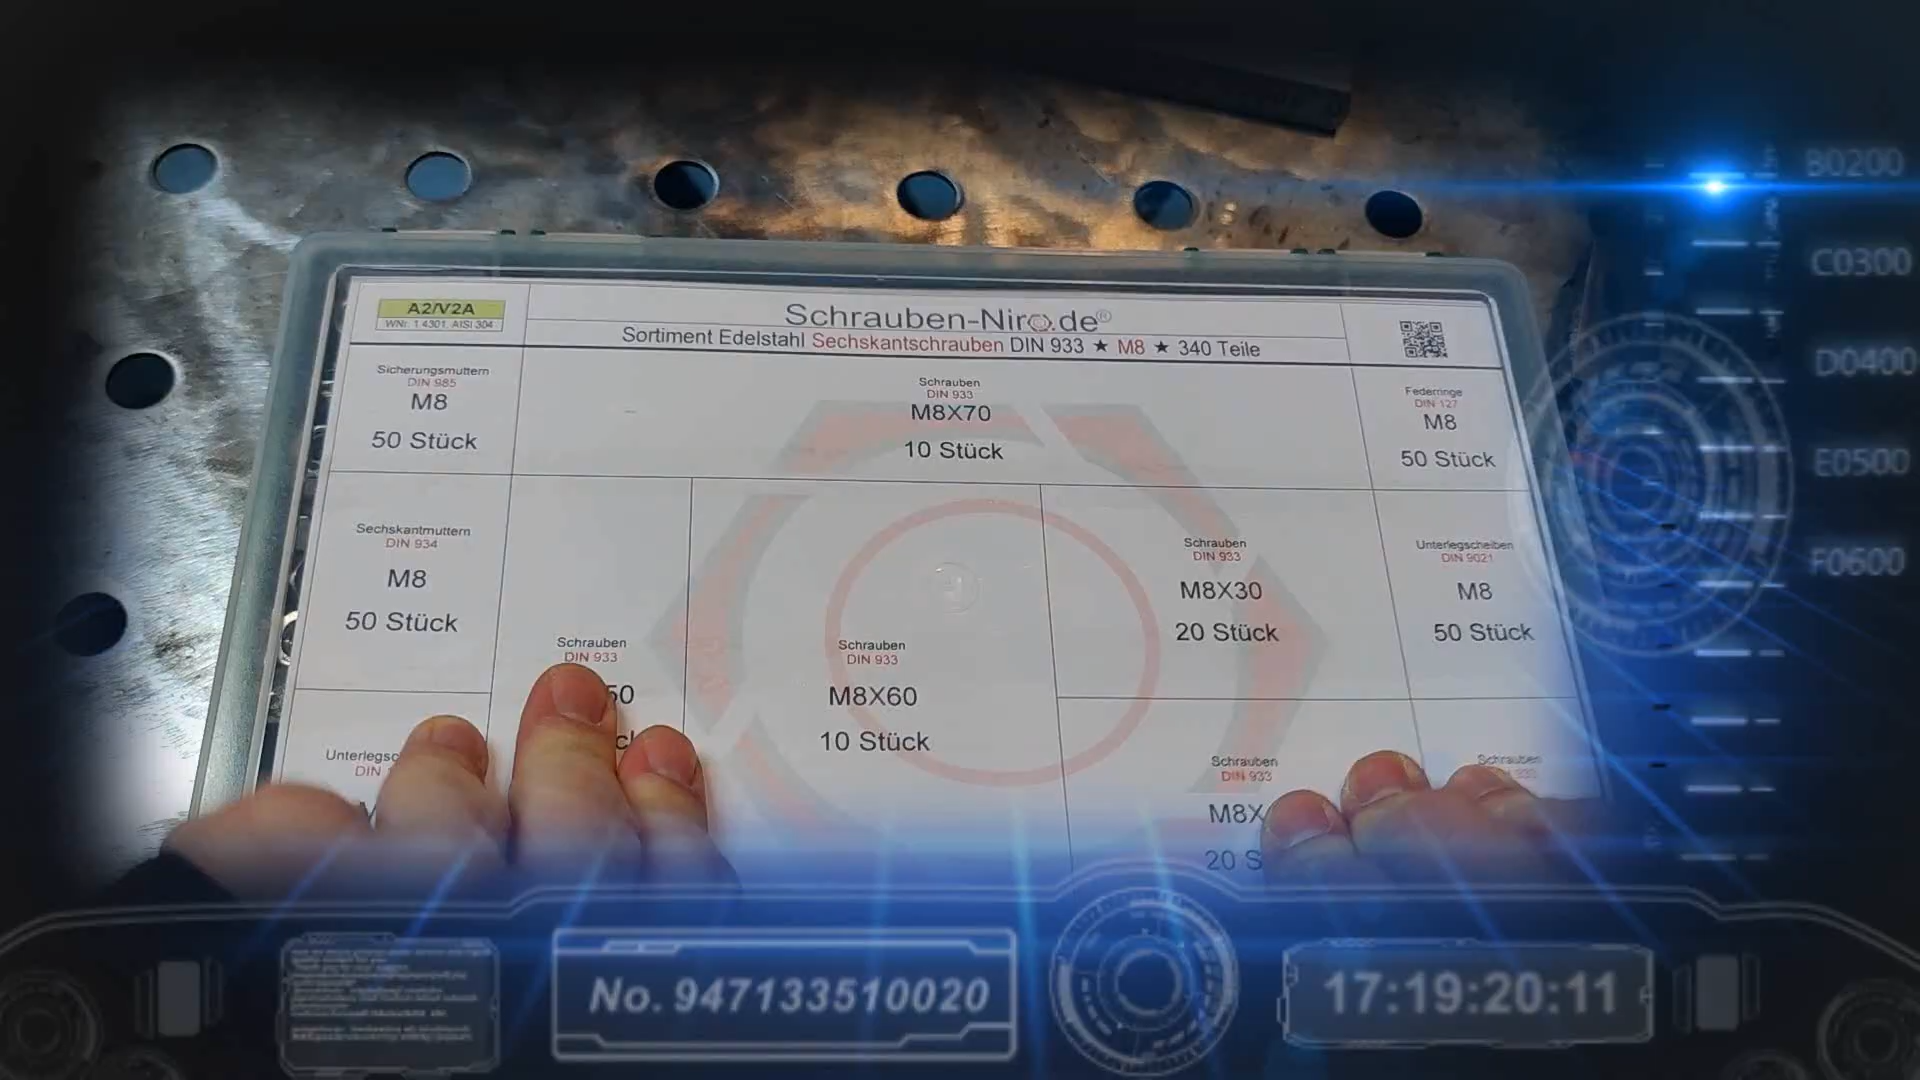 A2/V2A
WNr. 1.4301, AISI 304
Schrauben-Niro.de®
Sortiment Edelstahl Sechskantschrauben DIN 933 ★ M8 ★ 340 Teile
Sicherungsmuttern
DIN 985
M8
50 Stück
Schrauben
DIN 933
M8X70
10 Stück
Federringe
DIN 127
M8
50 Stück
Sechskantmuttern
DIN 934
M8
50 Stück
Schrauben
DIN 933
50
Schrauben
DIN 933
M8X60
10 Stück
Schrauben
DIN 933
M8X30
20 Stück
Unterlegscheiben
DIN 9021
M8
50 Stück
DIN
Schrauben
DIN 933
M8X
20 S
Schrauben
B0200
C0300
D0400
E0500
F0600
No. 947133510020
17:19:20:11